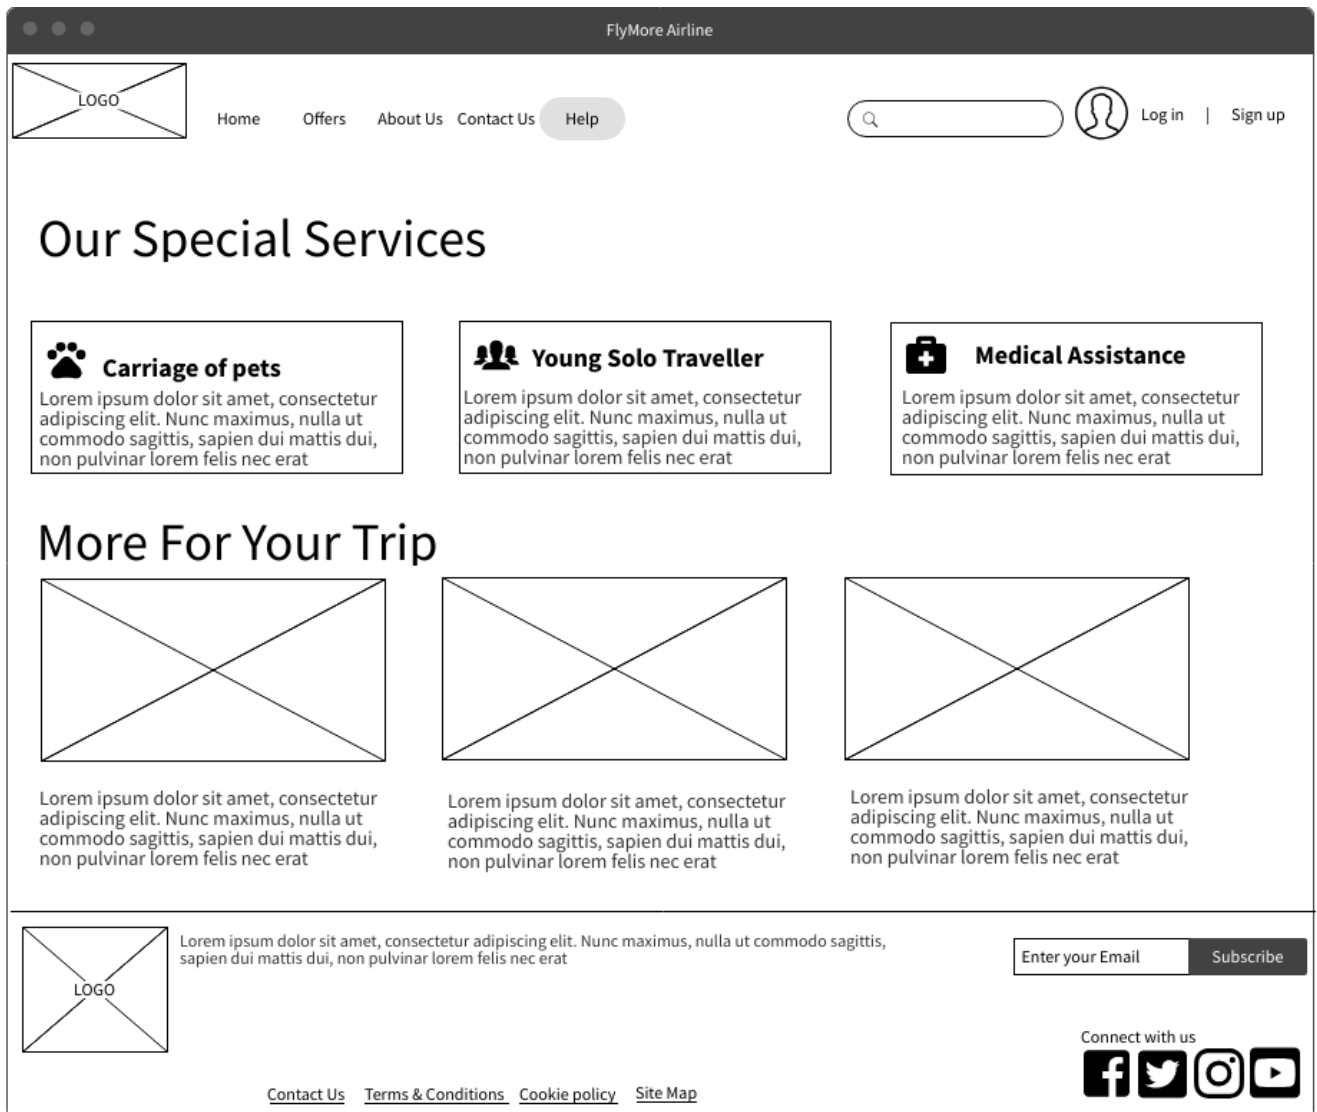 FlyMore Airline
LOGO
Home Offers About Us Contact Us Help
Log in | Sign up
Our Special Services
Carriage of pets
Lorem ipsum dolor sit amet, consectetur
adipiscing elit. Nunc maximus, nulla ut
commodo sagittis, sapien dui mattis dui,
non pulvinar lorem felis nec erat
Young Solo Traveller
Lorem ipsum dolor sit amet, consectetur
adipiscing elit. Nunc maximus, nulla ut
commodo sagittis, sapien dui mattis dui,
non pulvinar lorem felis nec erat
Medical Assistance
Lorem ipsum dolor sit amet, consectetur
adipiscing elit. Nunc maximus, nulla ut
commodo sagittis, sapien dui mattis dui,
non pulvinar lorem felis nec erat
More For Your Trip
Lorem ipsum dolor sit amet, consectetur
adipiscing elit. Nunc maximus, nulla ut
commodo sagittis, sapien dui mattis dui,
non pulvinar lorem felis nec erat
Lorem ipsum dolor sit amet, consectetur
adipiscing elit. Nunc maximus, nulla ut
commodo sagittis, sapien dui mattis dui,
non pulvinar lorem felis nec erat
Lorem ipsum dolor sit amet, consectetur
adipiscing elit. Nunc maximus, nulla ut
commodo sagittis, sapien dui mattis dui,
non pulvinar lorem felis nec erat
LOGO
Lorem ipsum dolor sit amet, consectetur adipiscing elit. Nunc maximus, nulla ut commodo sagittis,
sapien dui mattis dui, non pulvinar lorem felis nec erat
Enter your Email Subscribe
Connect with us
Contact Us Terms & Conditions Cookie policy Site Map